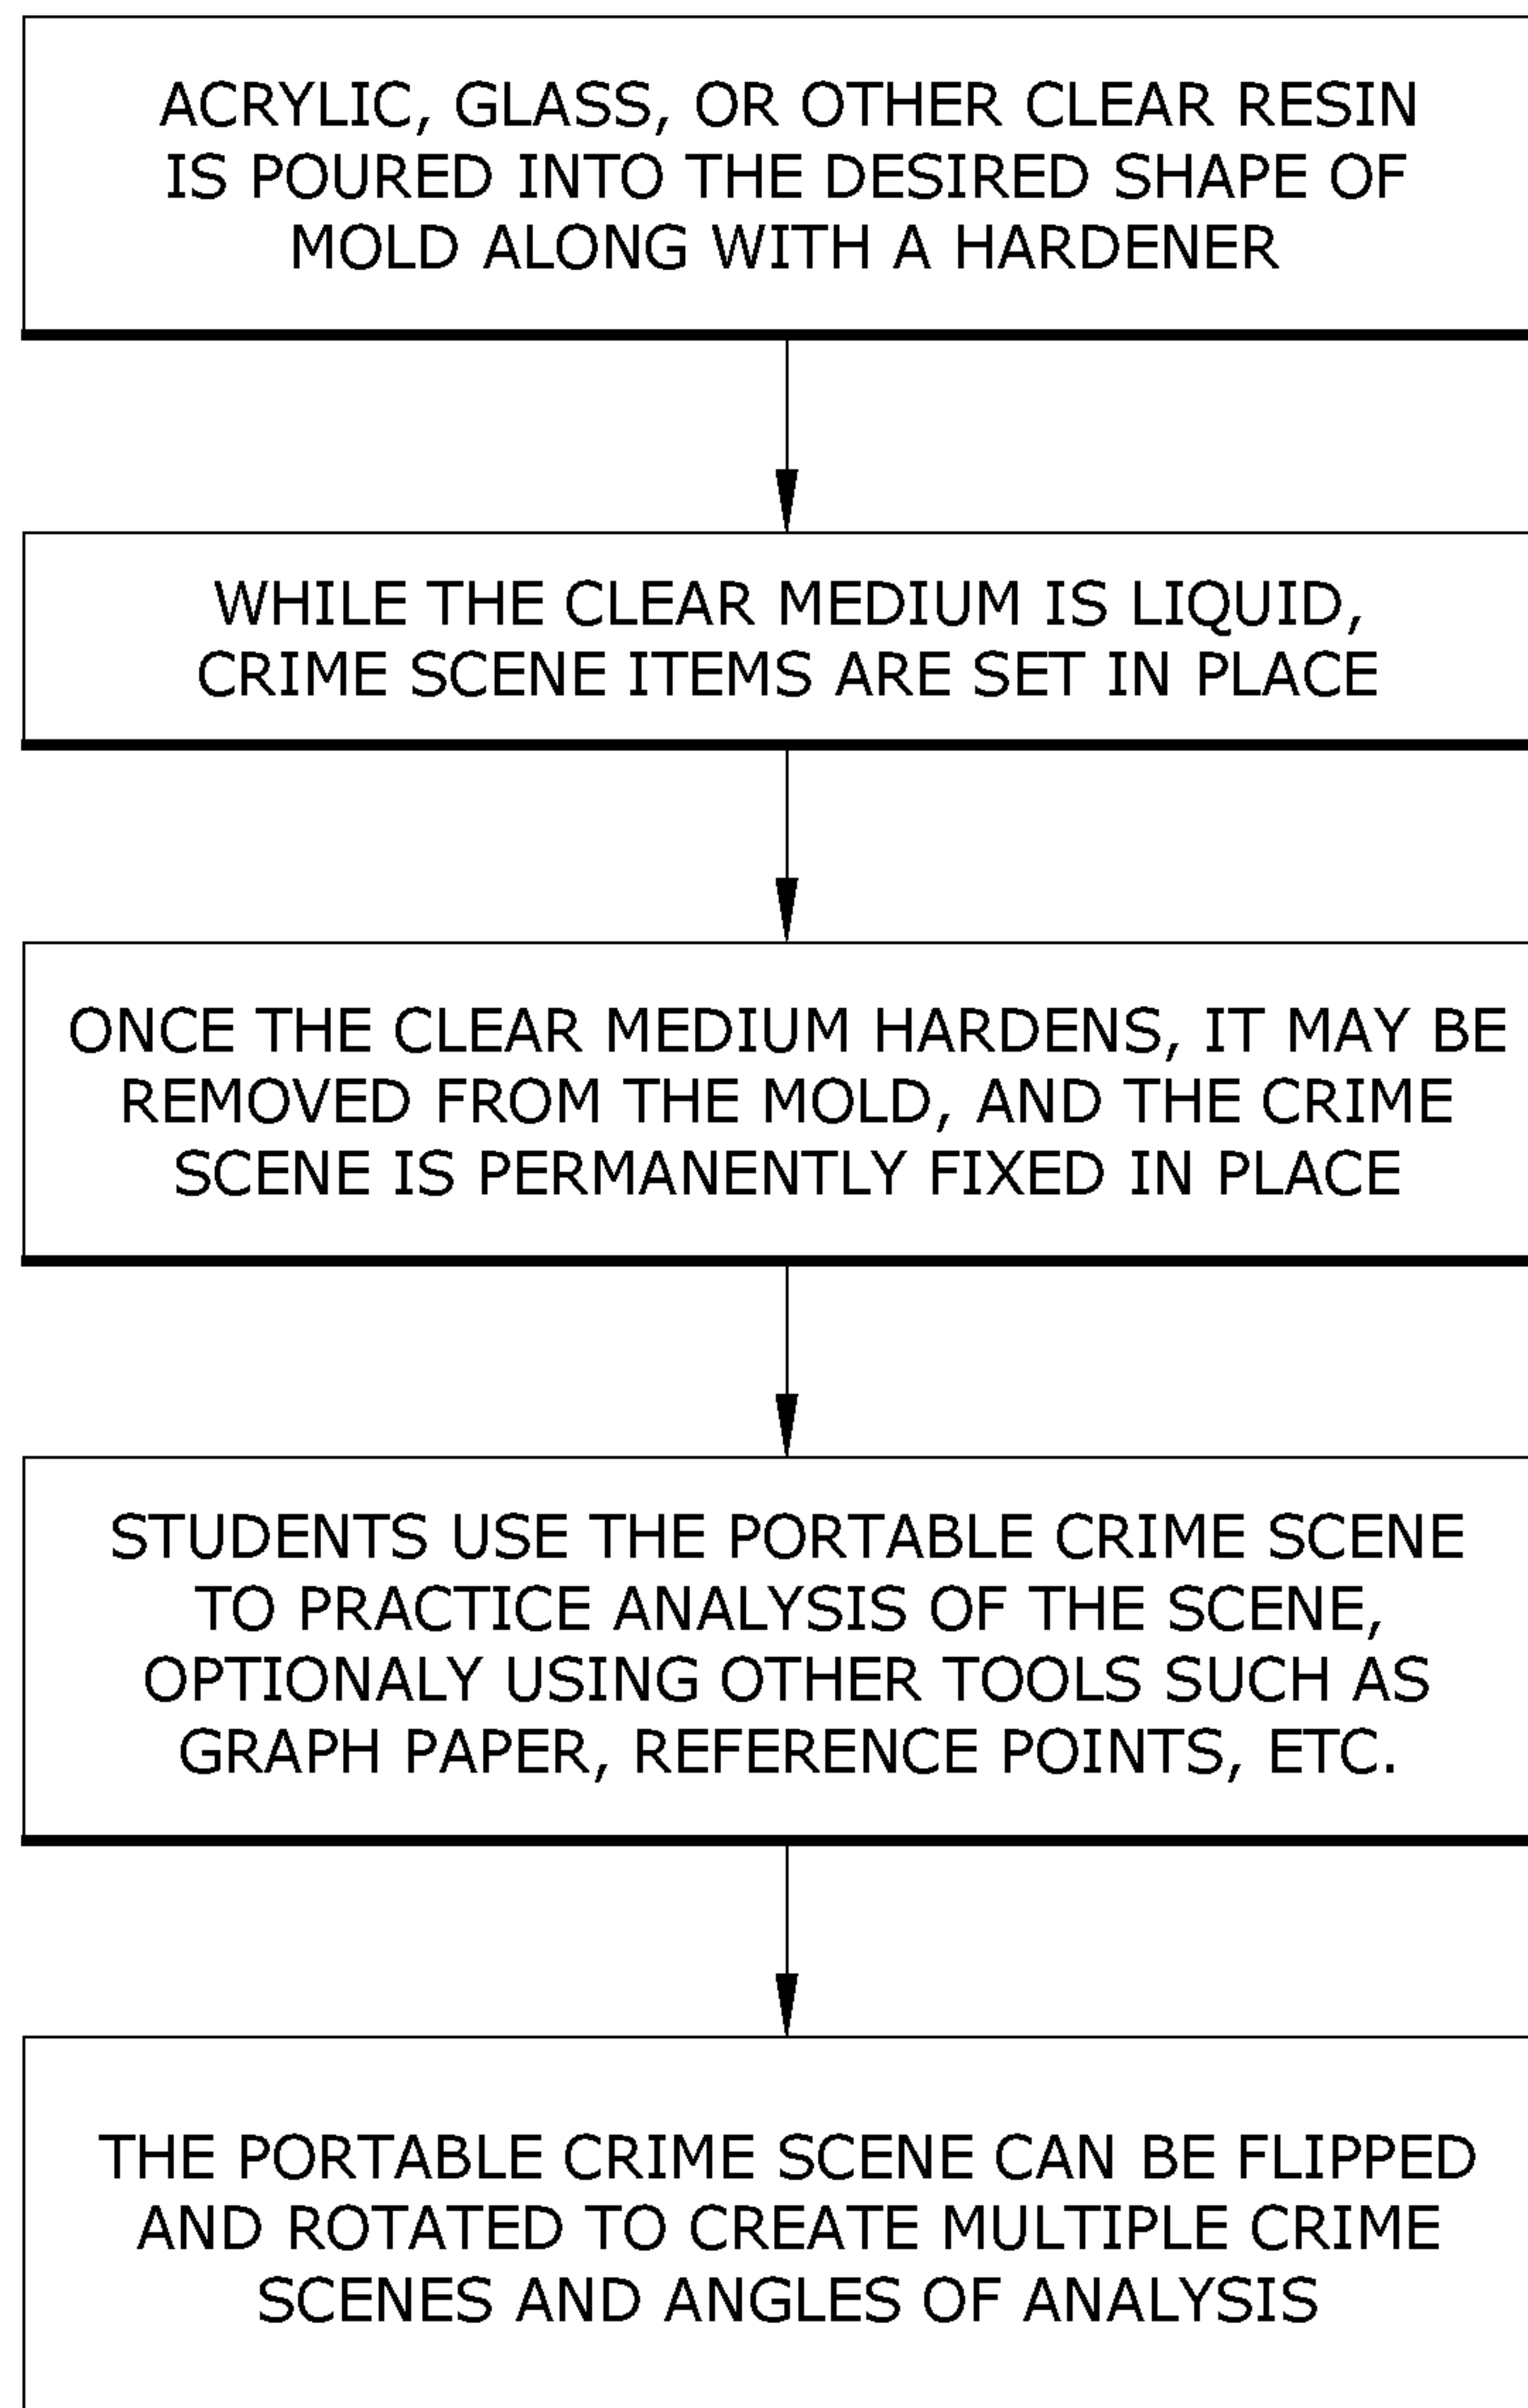 ACRYLIC, GLASS, OR OTHER CLEAR RESIN
IS POURED INTO THE DESIRED SHAPE OF
MOLD ALONG WITH A HARDENER
WHILE THE CLEAR MEDIUM IS LIQUID,
CRIME SCENE ITEMS ARE SET IN PLACE
ONCE THE CLEAR MEDIUM HARDENS, IT MAY BE
REMOVED FROM THE MOLD, AND THE CRIME
SCENE IS PERMANENTLY FIXED IN PLACE
STUDENTS USE THE PORTABLE CRIME SCENE
TO PRACTICE ANALYSIS OF THE SCENE,
OPTIONALY USING OTHER TOOLS SUCH AS
GRAPH PAPER, REFERENCE POINTS, ETC.
THE PORTABLE CRIME SCENE CAN BE FLIPPED
AND ROTATED TO CREATE MULTIPLE CRIME
SCENES AND ANGLES OF ANALYSIS